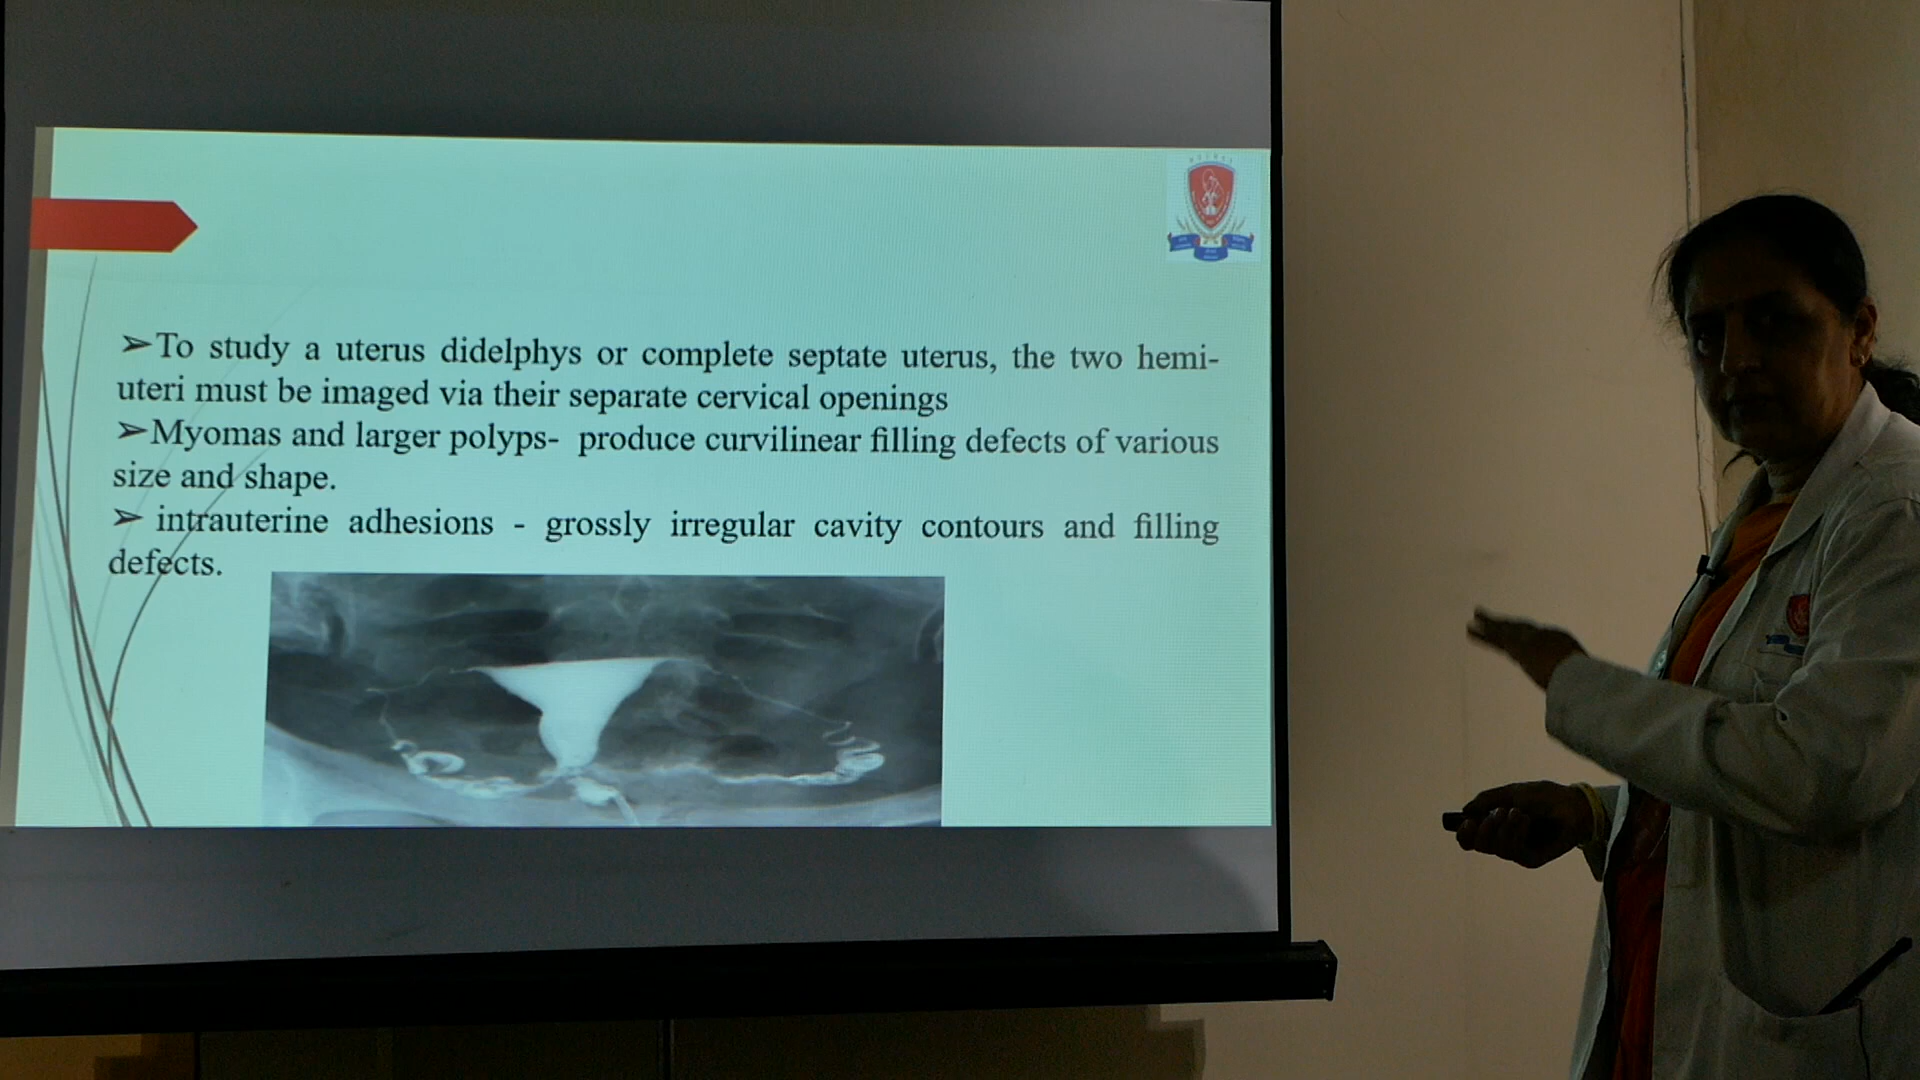 ➢To study a uterus didelphys or complete septate uterus, the two hemi-
uteri must be imaged via their separate cervical openings
➢Myomas and larger polyps- produce curvilinear filling defects of various
size and shape.
➢ intrauterine adhesions - grossly irregular cavity contours and filling
defects.